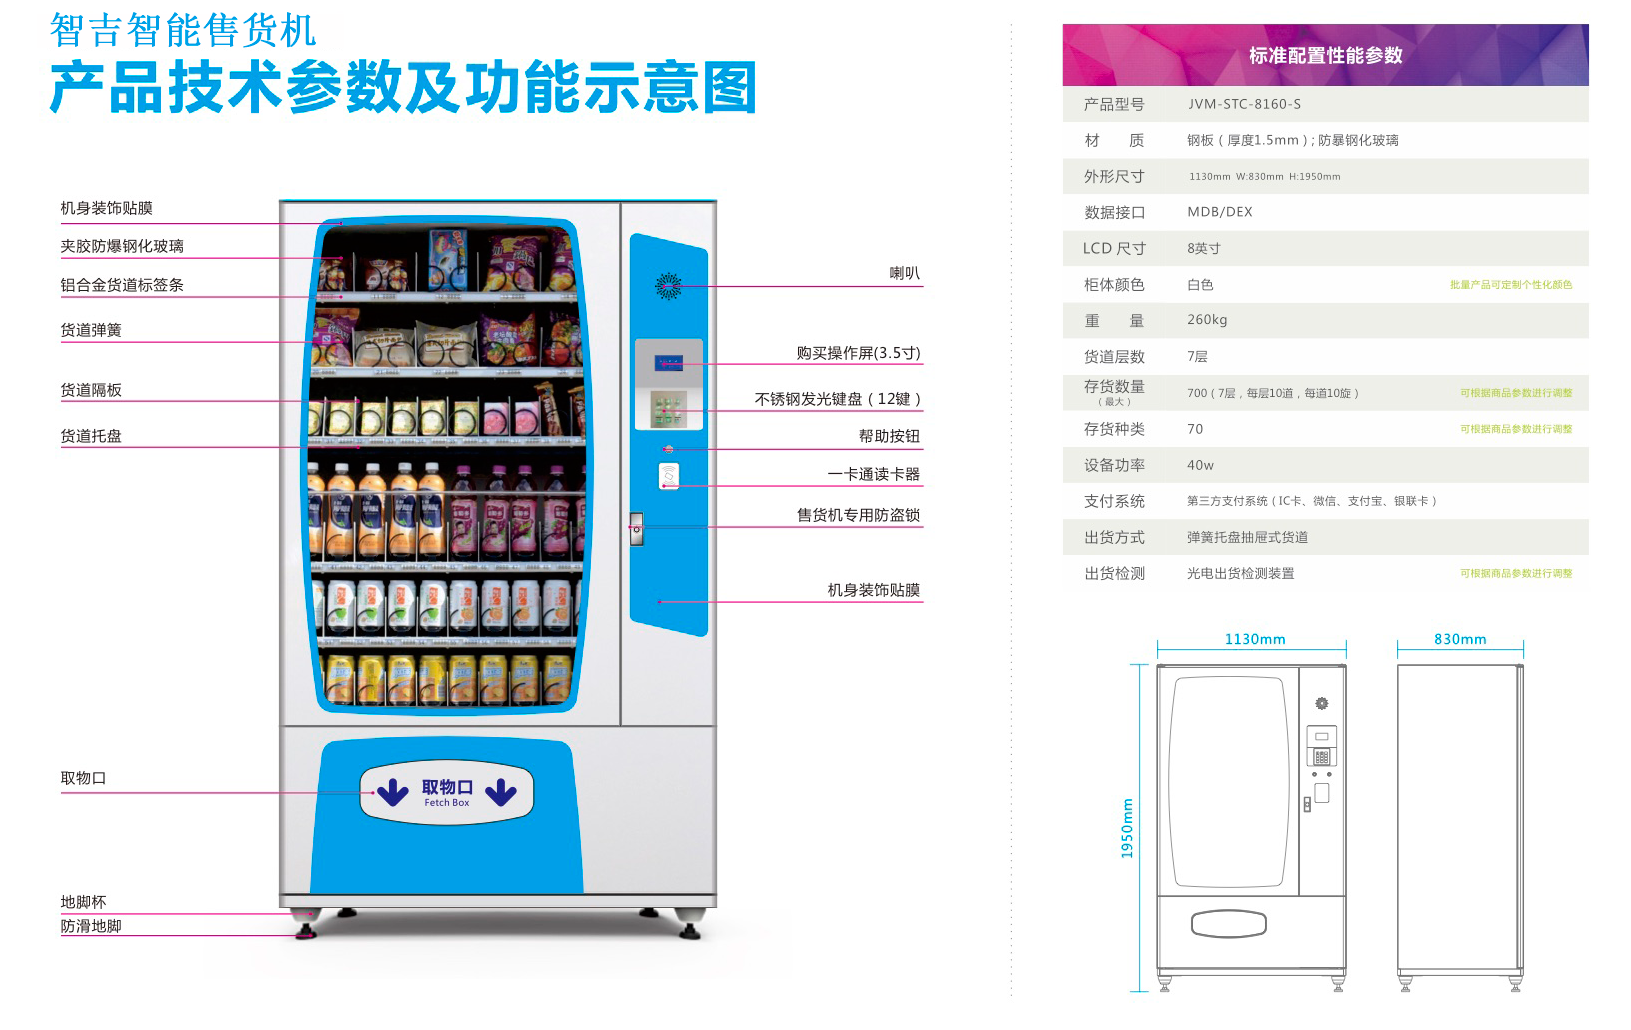 智吉智能售货机
产品技术参数及功能示意图
机身装饰贴膜
夹胶防爆钢化玻璃
铝合金货道标签条
货道弹簧
货道隔板
货道托盘
取物口
地脚杯
防滑地脚
喇叭
购买操作屏(3.5寸)
不锈钢发光键盘（12键）
帮助按钮
一卡通读卡器
售货机专用防盗锁
机身装饰贴膜
取物口
Fetch Box
标准配置性能参数
产品型号 JVM-STC-8160-S
材 质 钢板（厚度1.5mm）; 防暴钢化玻璃
外形尺寸 1130mm W:830mm H:1950mm
数据接口 MDB/DEX
LCD 尺寸 8英寸
柜体颜色 白色 批量产品可定制个性化颜色
重 量 260kg
货道层数 7层
存货数量（最大） 700（7层，每层10道，每道10旋） 可根据商品参数进行调整
存货种类 70 可根据商品参数进行调整
设备功率 40w
支付系统 第三方支付系统（IC卡、微信、支付宝、银联卡）
出货方式 弹簧托盘抽屉式货道
出货检测 光电出货检测装置 可根据商品参数进行调整
1130mm
830mm
1950mm